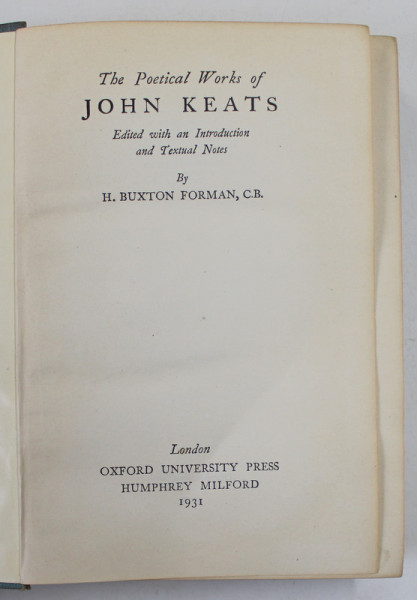 The Poetical Works of
JOHN KEATS
Edited with an Introduction
and Textual Notes
By
H. BUXTON FORMAN, C.B.
London
OXFORD UNIVERSITY PRESS
HUMPHREY MILFORD
1931